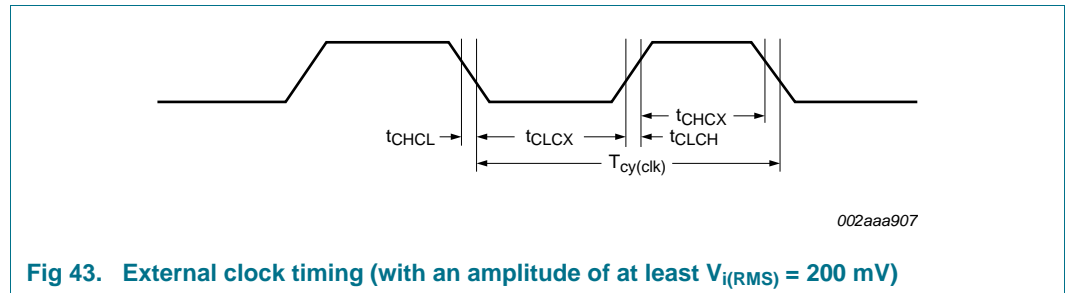 tCHCX
tCHCL tCLCX tCLCH
Tcy(clk)
002aaa907
Fig 43. External clock timing (with an amplitude of at least Vi(RMS) = 200 mV)